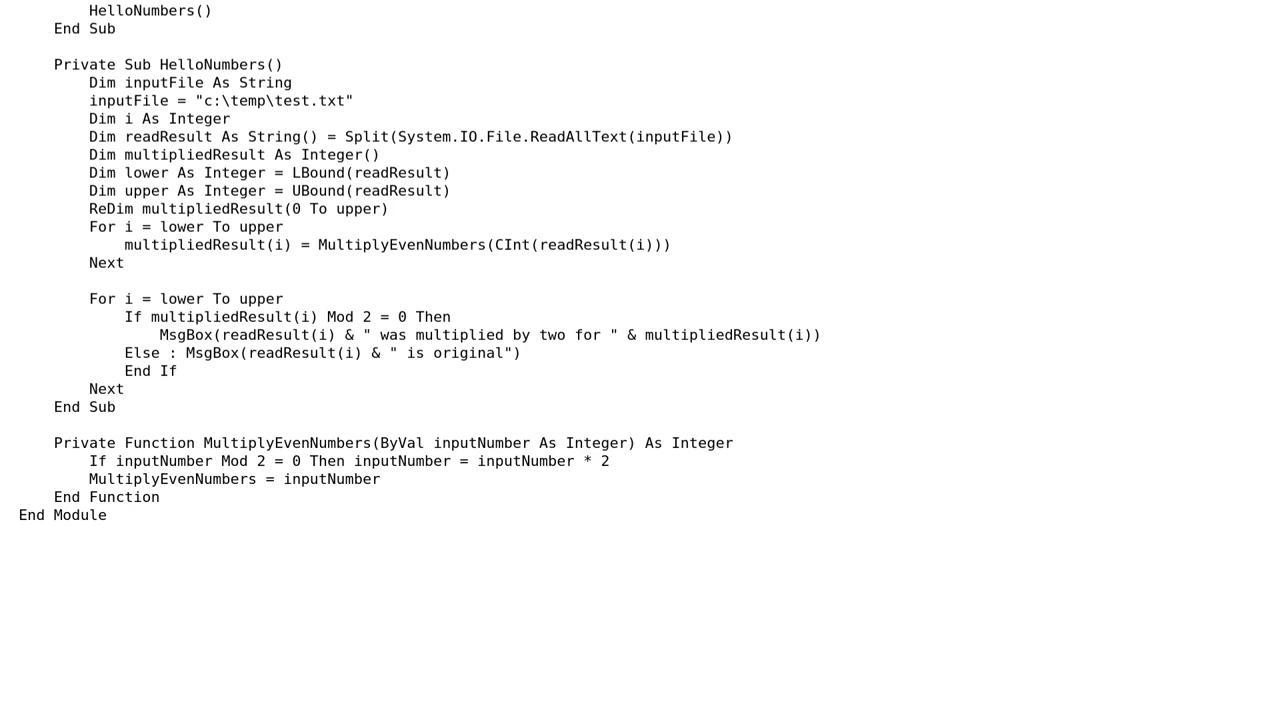 HelloNumbers()
    End Sub

    Private Sub HelloNumbers()
        Dim inputFile As String
        inputFile = "c:\temp\test.txt"
        Dim i As Integer
        Dim readResult As String() = Split(System.IO.File.ReadAllText(inputFile))
        Dim multipliedResult As Integer()
        Dim lower As Integer = LBound(readResult)
        Dim upper As Integer = UBound(readResult)
        ReDim multipliedResult(0 To upper)
        For i = lower To upper
            multipliedResult(i) = MultiplyEvenNumbers(CInt(readResult(i)))
        Next

        For i = lower To upper
            If multipliedResult(i) Mod 2 = 0 Then
                MsgBox(readResult(i) & " was multiplied by two for " & multipliedResult(i))
            Else : MsgBox(readResult(i) & " is original")
            End If
        Next
    End Sub

    Private Function MultiplyEvenNumbers(ByVal inputNumber As Integer) As Integer
        If inputNumber Mod 2 = 0 Then inputNumber = inputNumber * 2
        MultiplyEvenNumbers = inputNumber
    End Function
End Module